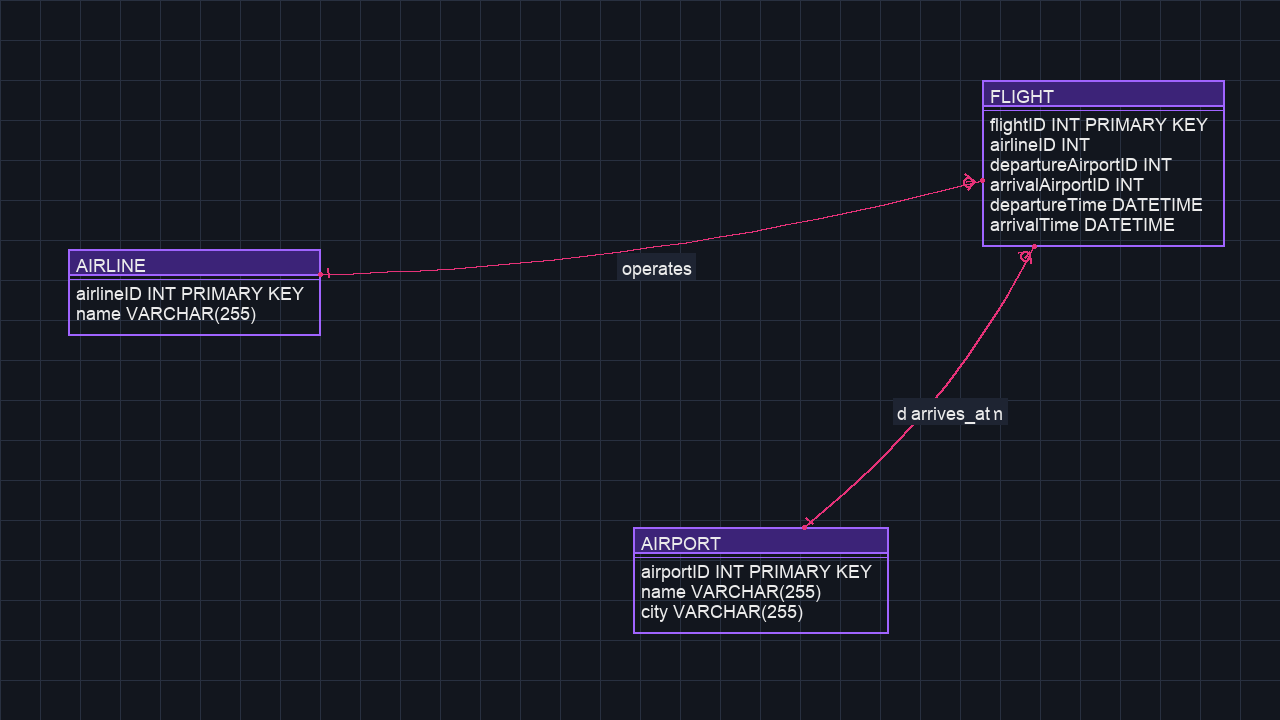 FLIGHT
flightID INT PRIMARY KEY
airlineID INT
departureAirportID INT
arrivalAirportID INT
departureTime DATETIME
arrivalTime DATETIME
AIRLINE
airlineID INT PRIMARY KEY
name VARCHAR(255)
operates
arrives_at
AIRPORT
airportID INT PRIMARY KEY
name VARCHAR(255)
city VARCHAR(255)